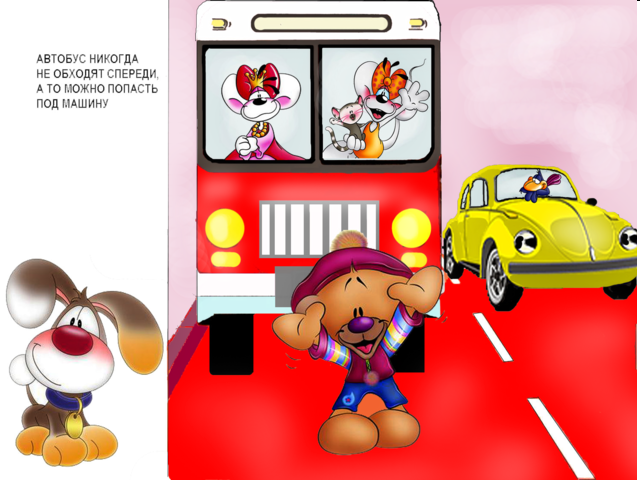 АВТОБУС НИКОГДА
НЕ ОБХОДЯТ СПЕРЕДИ,
А ТО МОЖНО ПОПАСТЬ
ПОД МАШИНУ